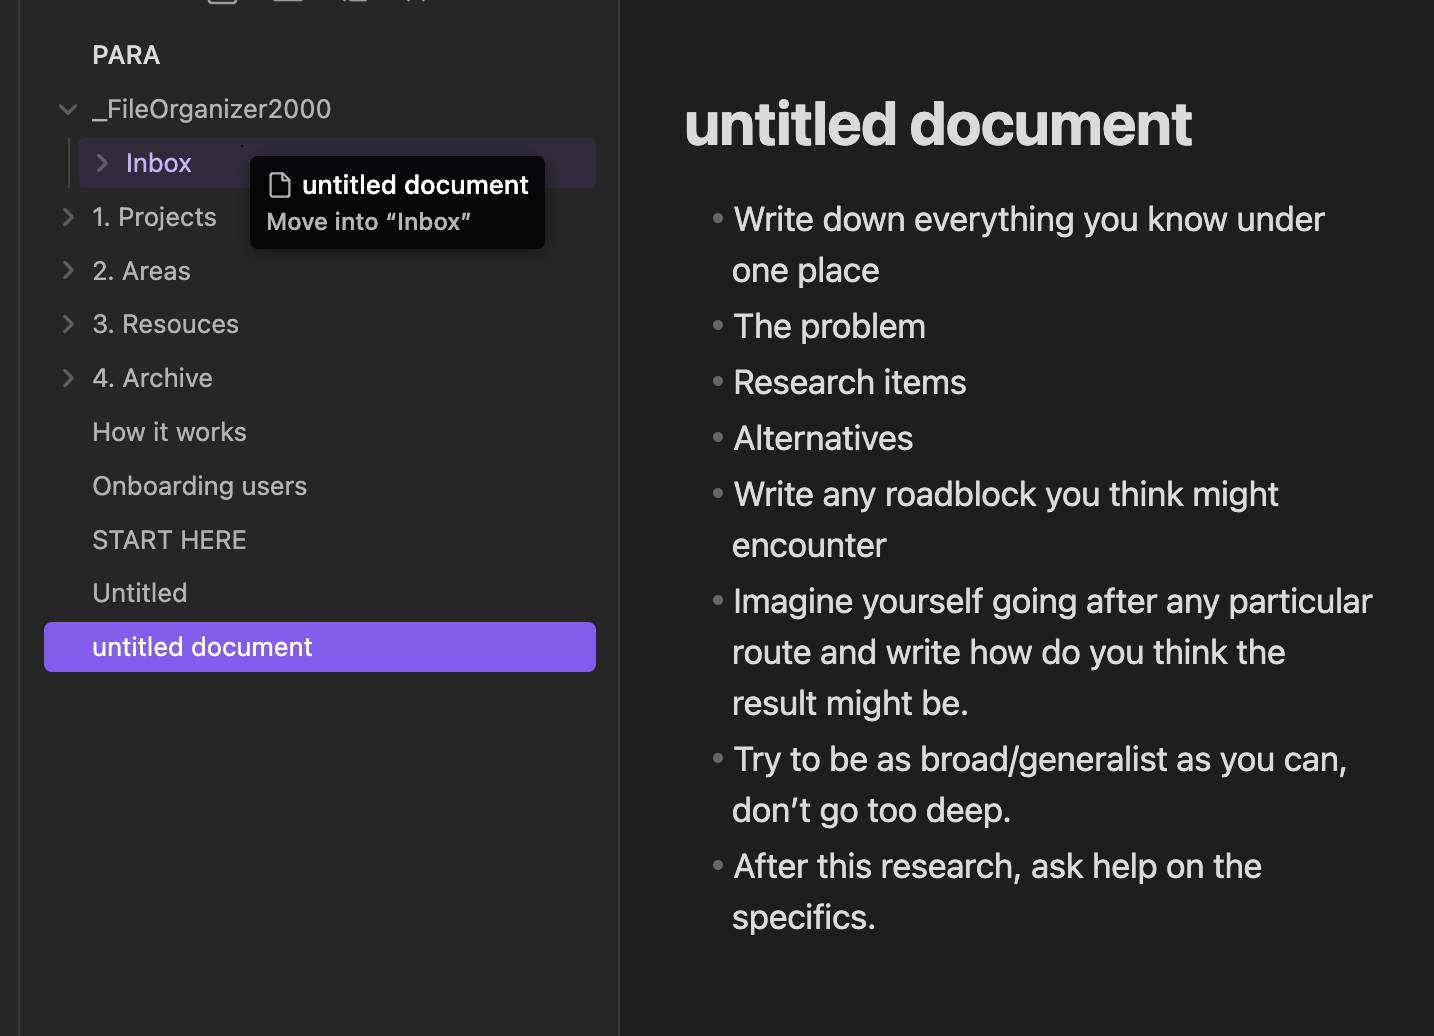 PARA
_FileOrganizer2000
Inbox
untitled document
Move into “Inbox”
1. Projects
2. Areas
3. Resouces
4. Archive
How it works
Onboarding users
START HERE
Untitled
untitled document
untitled document
Write down everything you know under
one place
The problem
Research items
Alternatives
Write any roadblock you think might
encounter
Imagine yourself going after any particular
route and write how do you think the
result might be.
Try to be as broad/generalist as you can,
don’t go too deep.
After this research, ask help on the
specifics.